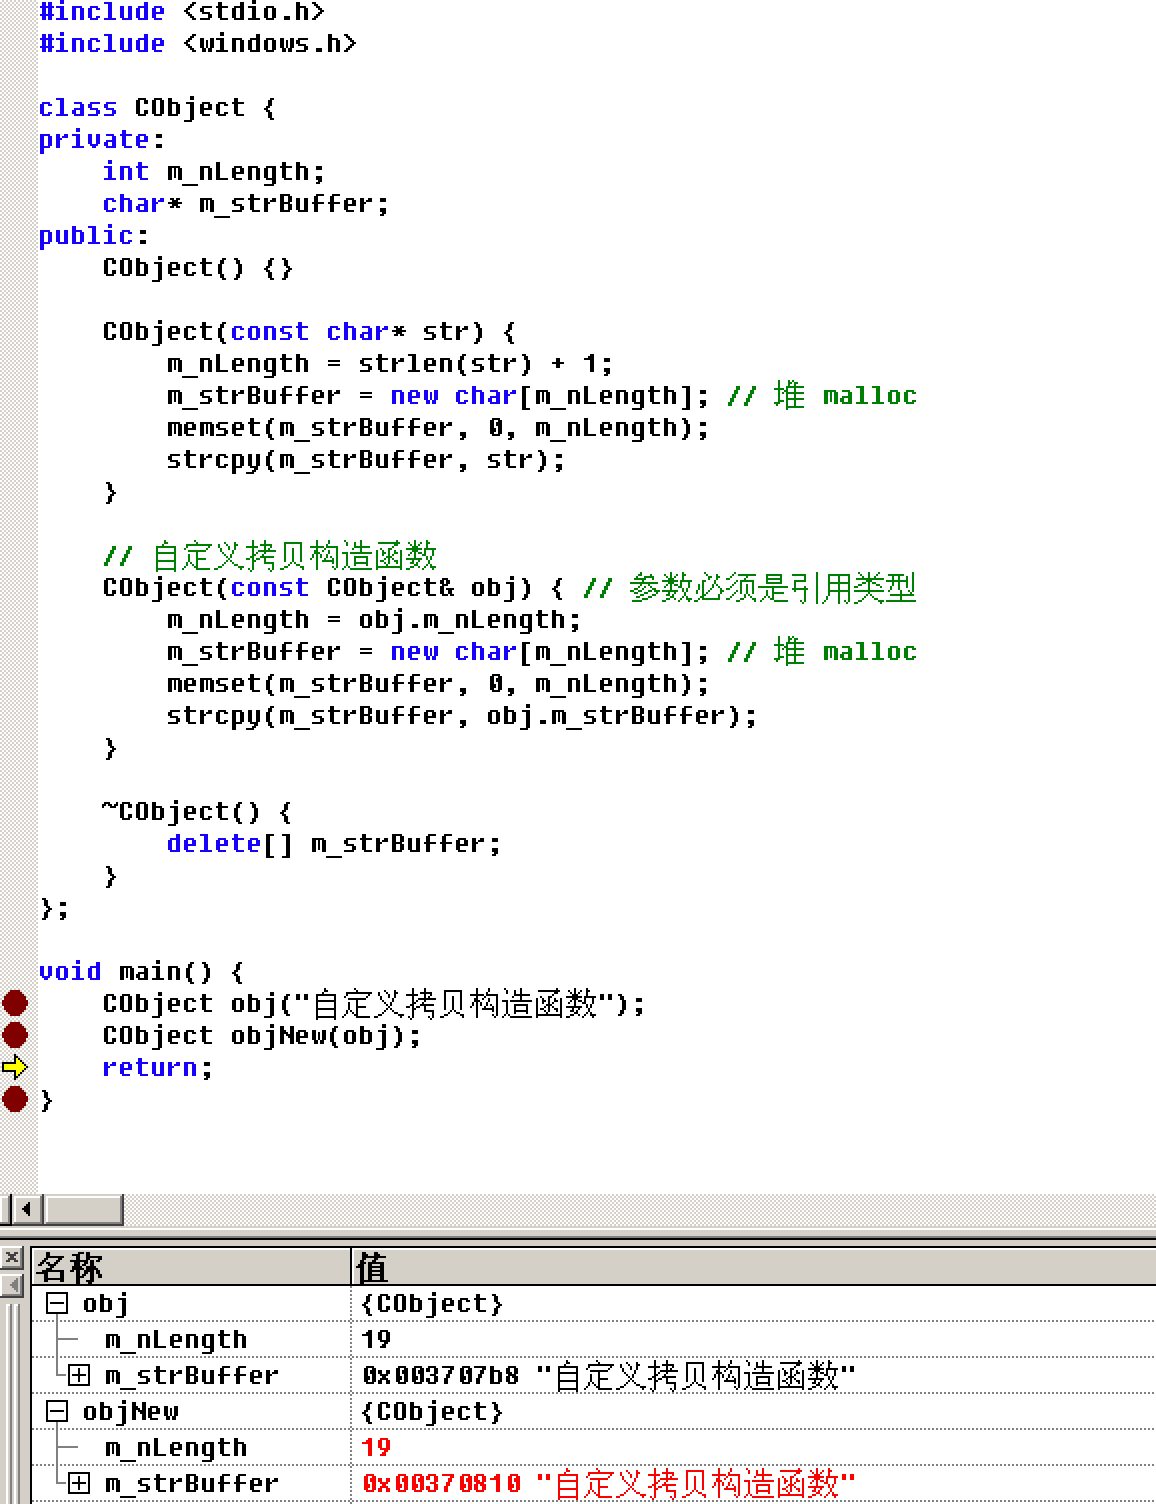 #include <stdio.h>
#include <windows.h>
class CObject {
private:
    int m_nLength;
    char* m_strBuffer;
public:
    CObject() {}
    CObject(const char* str) {
        m_nLength = strlen(str) + 1;
        m_strBuffer = new char[m_nLength]; // 堆 malloc
        memset(m_strBuffer, 0, m_nLength);
        strcpy(m_strBuffer, str);
    }
    // 自定义拷贝构造函数
    CObject(const CObject& obj) { // 参数必须是引用类型
        m_nLength = obj.m_nLength;
        m_strBuffer = new char[m_nLength]; // 堆 malloc
        memset(m_strBuffer, 0, m_nLength);
        strcpy(m_strBuffer, obj.m_strBuffer);
    }
    ~CObject() {
        delete[] m_strBuffer;
    }
};
void main() {
    CObject obj("自定义拷贝构造函数");
    CObject objNew(obj);
    return;
}
名称 值
obj {CObject}
m_nLength 19
m_strBuffer 0x003707b8 "自定义拷贝构造函数"
objNew {CObject}
m_nLength 19
m_strBuffer 0x00370810 "自定义拷贝构造函数"